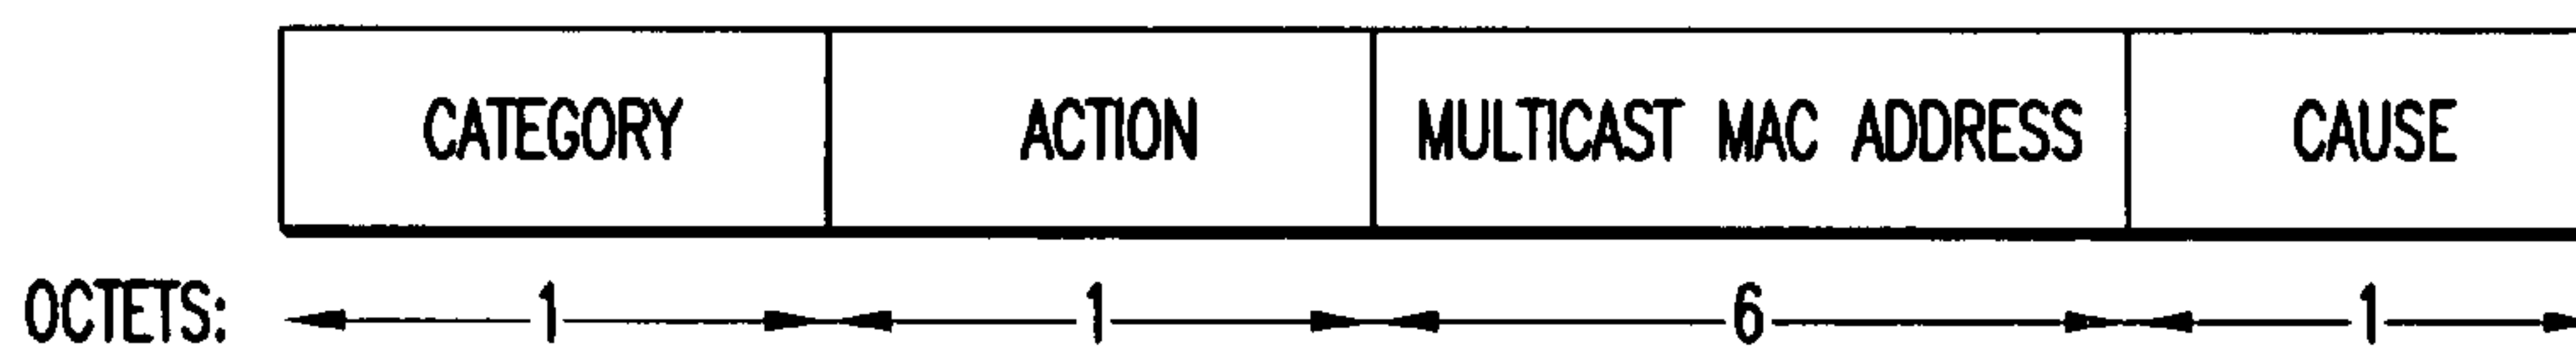 CATEGORY ACTION MULTICAST MAC ADDRESS CAUSE
OCTETS: 1 1 6 1